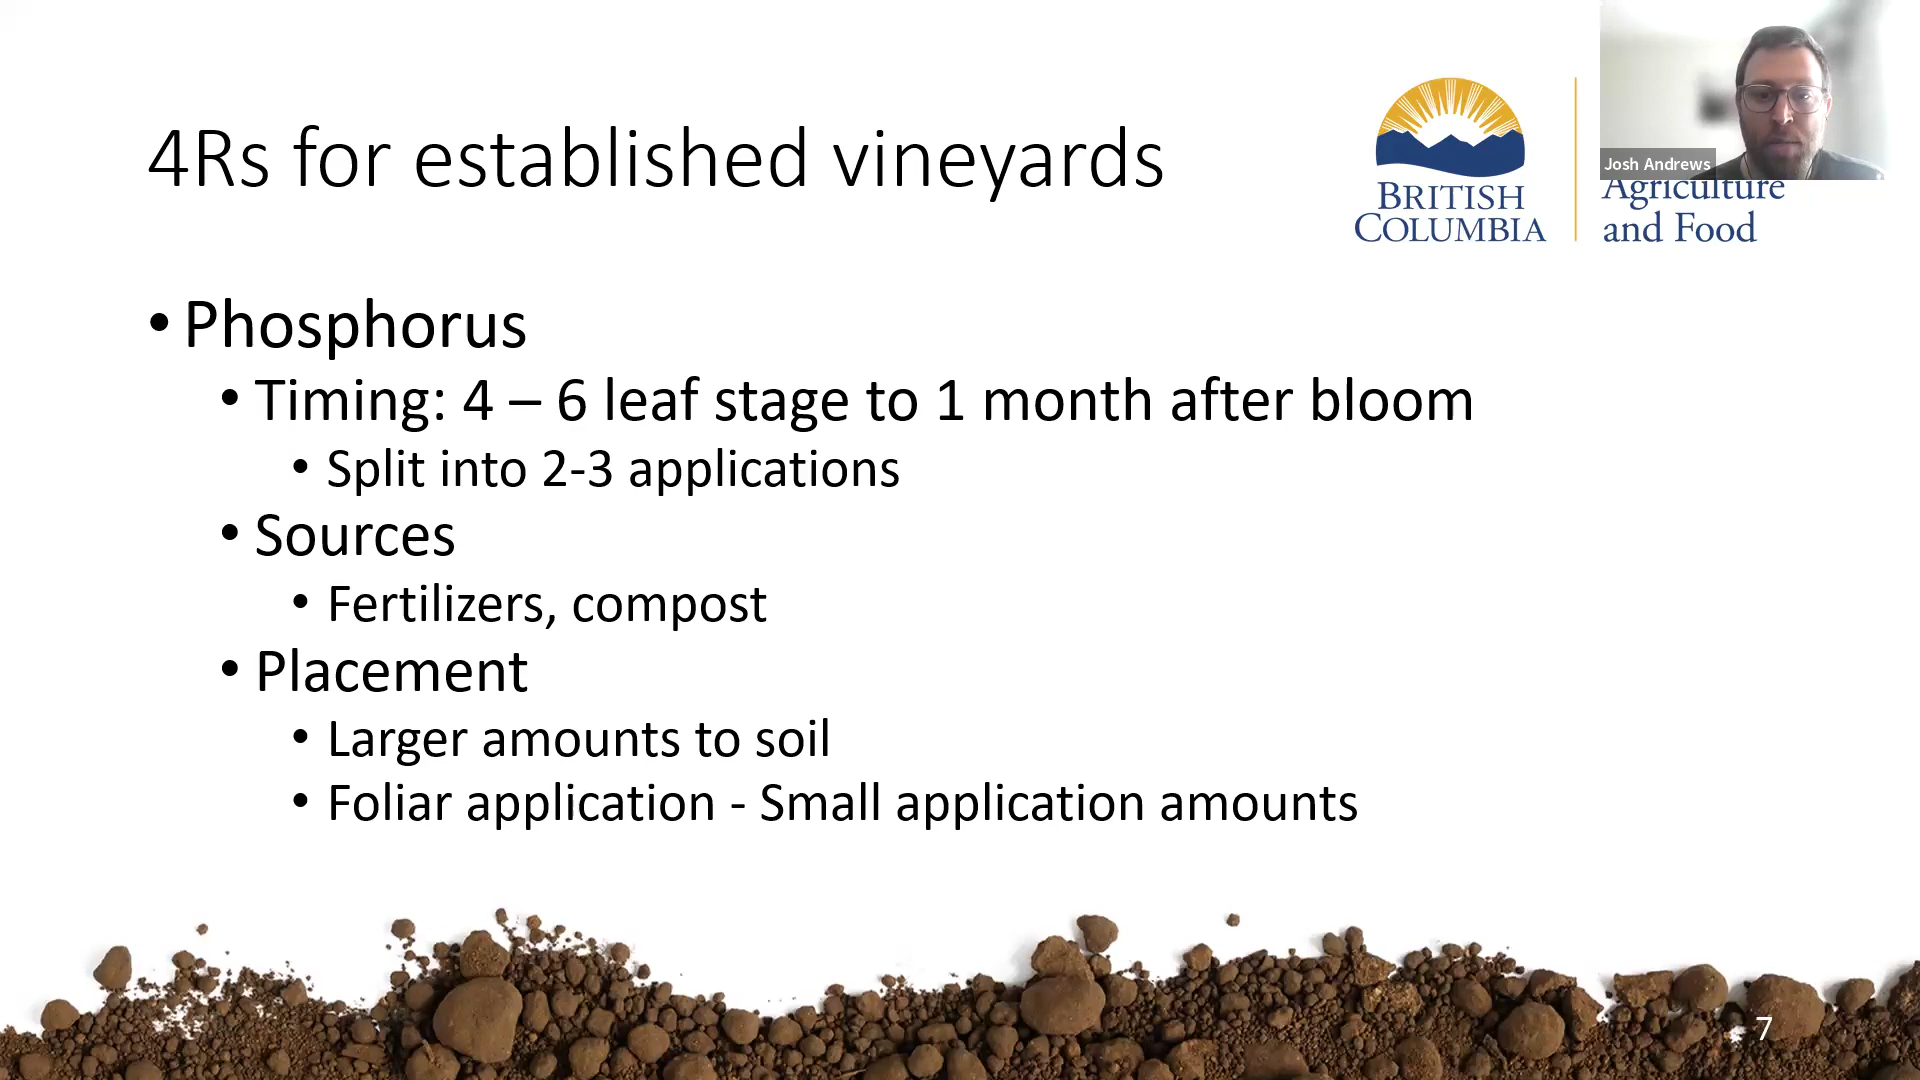 4Rs for established vineyards
BRITISH
COLUMBIA
Agriculture
and Food
Josh Andrews
• Phosphorus
• Timing: 4 – 6 leaf stage to 1 month after bloom
• Split into 2-3 applications
• Sources
• Fertilizers, compost
• Placement
• Larger amounts to soil
• Foliar application - Small application amounts
7